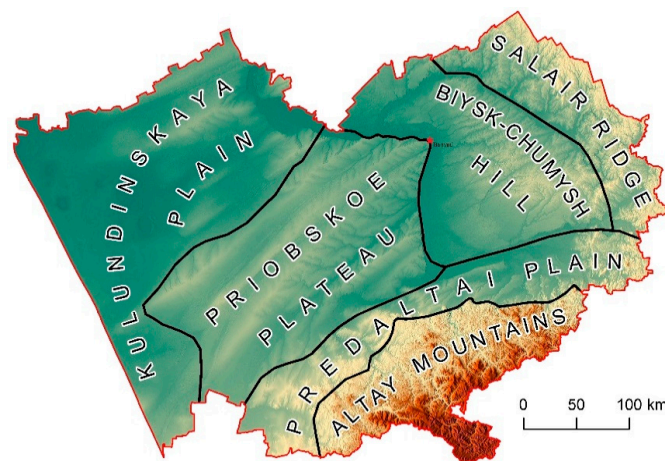 SALAIR RIDGE
BIYSK-CHUMYSH
HILL
KULUNDINSKAYA
PLAIN
PRIOBSKOE
PLATEAU
PREDALTAI PLAIN
ALTAY MOUNTAINS
0 50 100 km